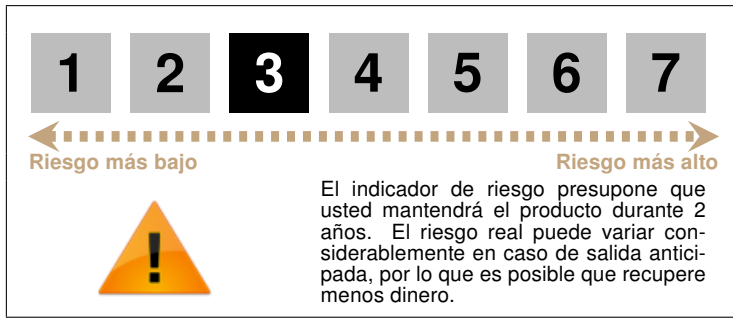 1 2 3 4 5 6 7
Riesgo más bajo Riesgo más alto
El indicador de riesgo presupone que
usted mantendrá el producto durante 2
años. El riesgo real puede variar con-
siderablemente en caso de salida antici-
pada, por lo que es posible que recupere
menos dinero.